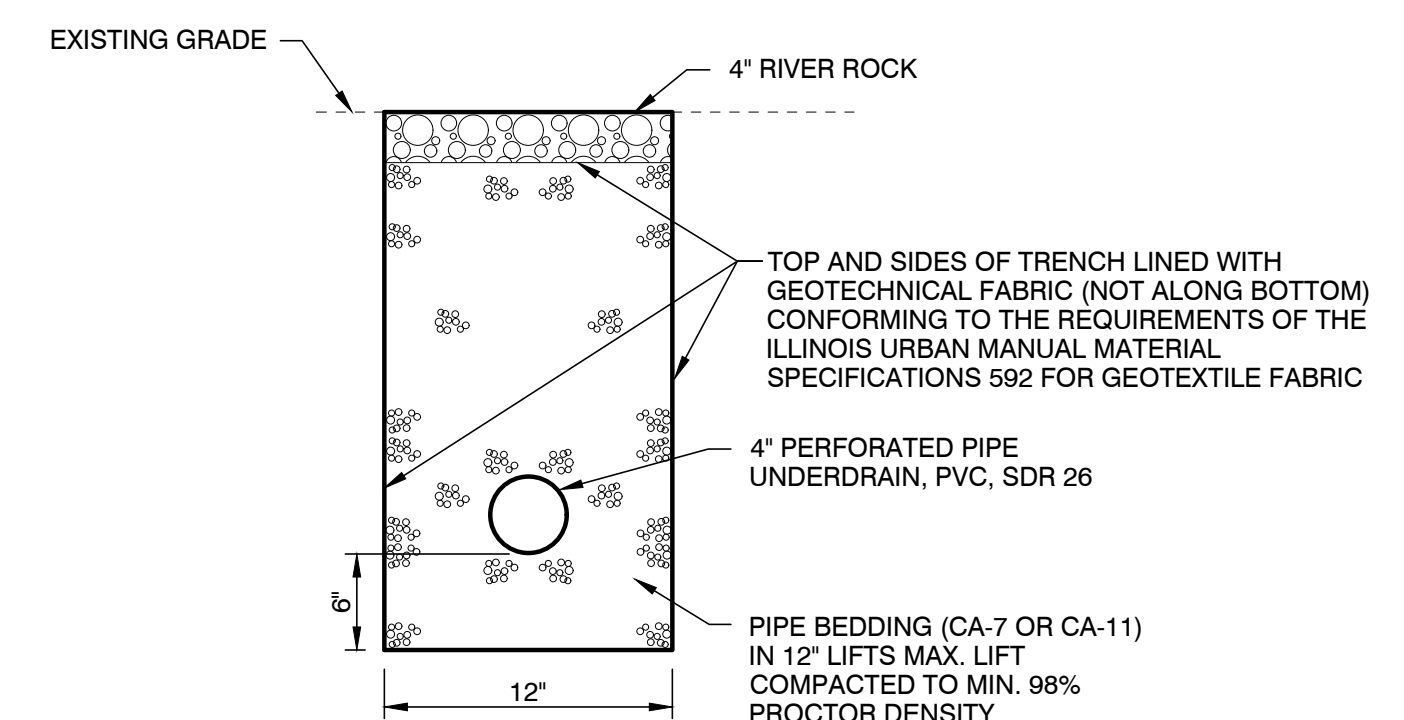 EXISTING GRADE
4" RIVER ROCK
TOP AND SIDES OF TRENCH LINED WITH
GEOTECHNICAL FABRIC (NOT ALONG BOTTOM)
CONFORMING TO THE REQUIREMENTS OF THE
ILLINOIS URBAN MANUAL MATERIAL
SPECIFICATIONS 592 FOR GEOTEXTILE FABRIC
4" PERFORATED PIPE
UNDERDRAIN, PVC, SDR 26
6"
PIPE BEDDING (CA-7 OR CA-11)
IN 12" LIFTS MAX. LIFT
COMPACTED TO MIN. 98%
PROCTOR DENSITY
12"